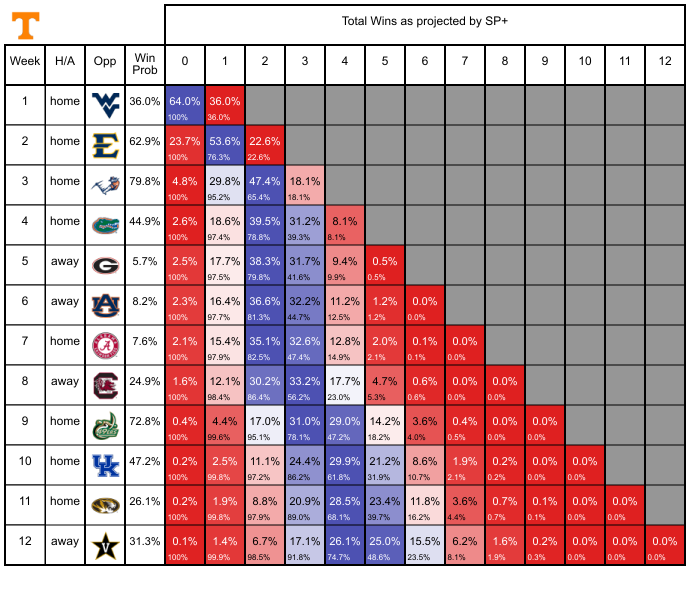 T
Total Wins as projected by SP+
Week H/A Opp Win Prob 0 1 2 3 4 5 6 7 8 9 10 11 12
1 home WV 36.0% 64.0% 36.0%
100% 36.0%
2 home E 62.9% 23.7% 53.6% 22.6%
100% 76.3% 22.6%
3 home 79.8% 4.8% 29.8% 47.4% 18.1%
100% 95.2% 65.4% 18.1%
4 home 44.9% 2.6% 18.6% 39.5% 31.2% 8.1%
100% 97.4% 78.8% 39.3% 8.1%
5 away G 5.7% 2.5% 17.7% 38.3% 31.7% 9.4% 0.5%
100% 97.5% 79.8% 41.6% 9.9% 0.5%
6 away AU 8.2% 2.3% 16.4% 36.6% 32.2% 11.2% 1.2% 0.0%
100% 97.7% 81.3% 44.7% 12.5% 1.2% 0.0%
7 home A 7.6% 2.1% 15.4% 35.1% 32.6% 12.8% 2.0% 0.1% 0.0%
100% 97.9% 82.5% 47.4% 14.9% 2.1% 0.1% 0.0%
8 away C 24.9% 1.6% 12.1% 30.2% 33.2% 17.7% 4.7% 0.6% 0.0% 0.0%
100% 98.4% 86.4% 56.2% 23.0% 5.3% 0.6% 0.0% 0.0%
9 home C 72.8% 0.4% 4.4% 17.0% 31.0% 29.0% 14.2% 3.6% 0.4% 0.0% 0.0%
100% 99.6% 95.1% 78.1% 47.2% 18.2% 4.0% 0.5% 0.0% 0.0%
10 home UK 47.2% 0.2% 2.5% 11.1% 24.4% 29.9% 21.2% 8.6% 1.9% 0.2% 0.0% 0.0%
100% 99.8% 97.2% 86.2% 61.8% 31.9% 10.7% 2.1% 0.2% 0.0% 0.0%
11 home 26.1% 0.2% 1.9% 8.8% 20.9% 28.5% 23.4% 11.8% 3.6% 0.7% 0.1% 0.0% 0.0%
100% 99.8% 97.9% 89.0% 68.1% 39.7% 16.2% 4.4% 0.7% 0.1% 0.0% 0.0%
12 away V 31.3% 0.1% 1.4% 6.7% 17.1% 26.1% 25.0% 15.5% 6.2% 1.6% 0.2% 0.0% 0.0% 0.0%
100% 99.9% 98.5% 91.8% 74.7% 48.6% 23.5% 8.1% 1.9% 0.3% 0.0% 0.0% 0.0%